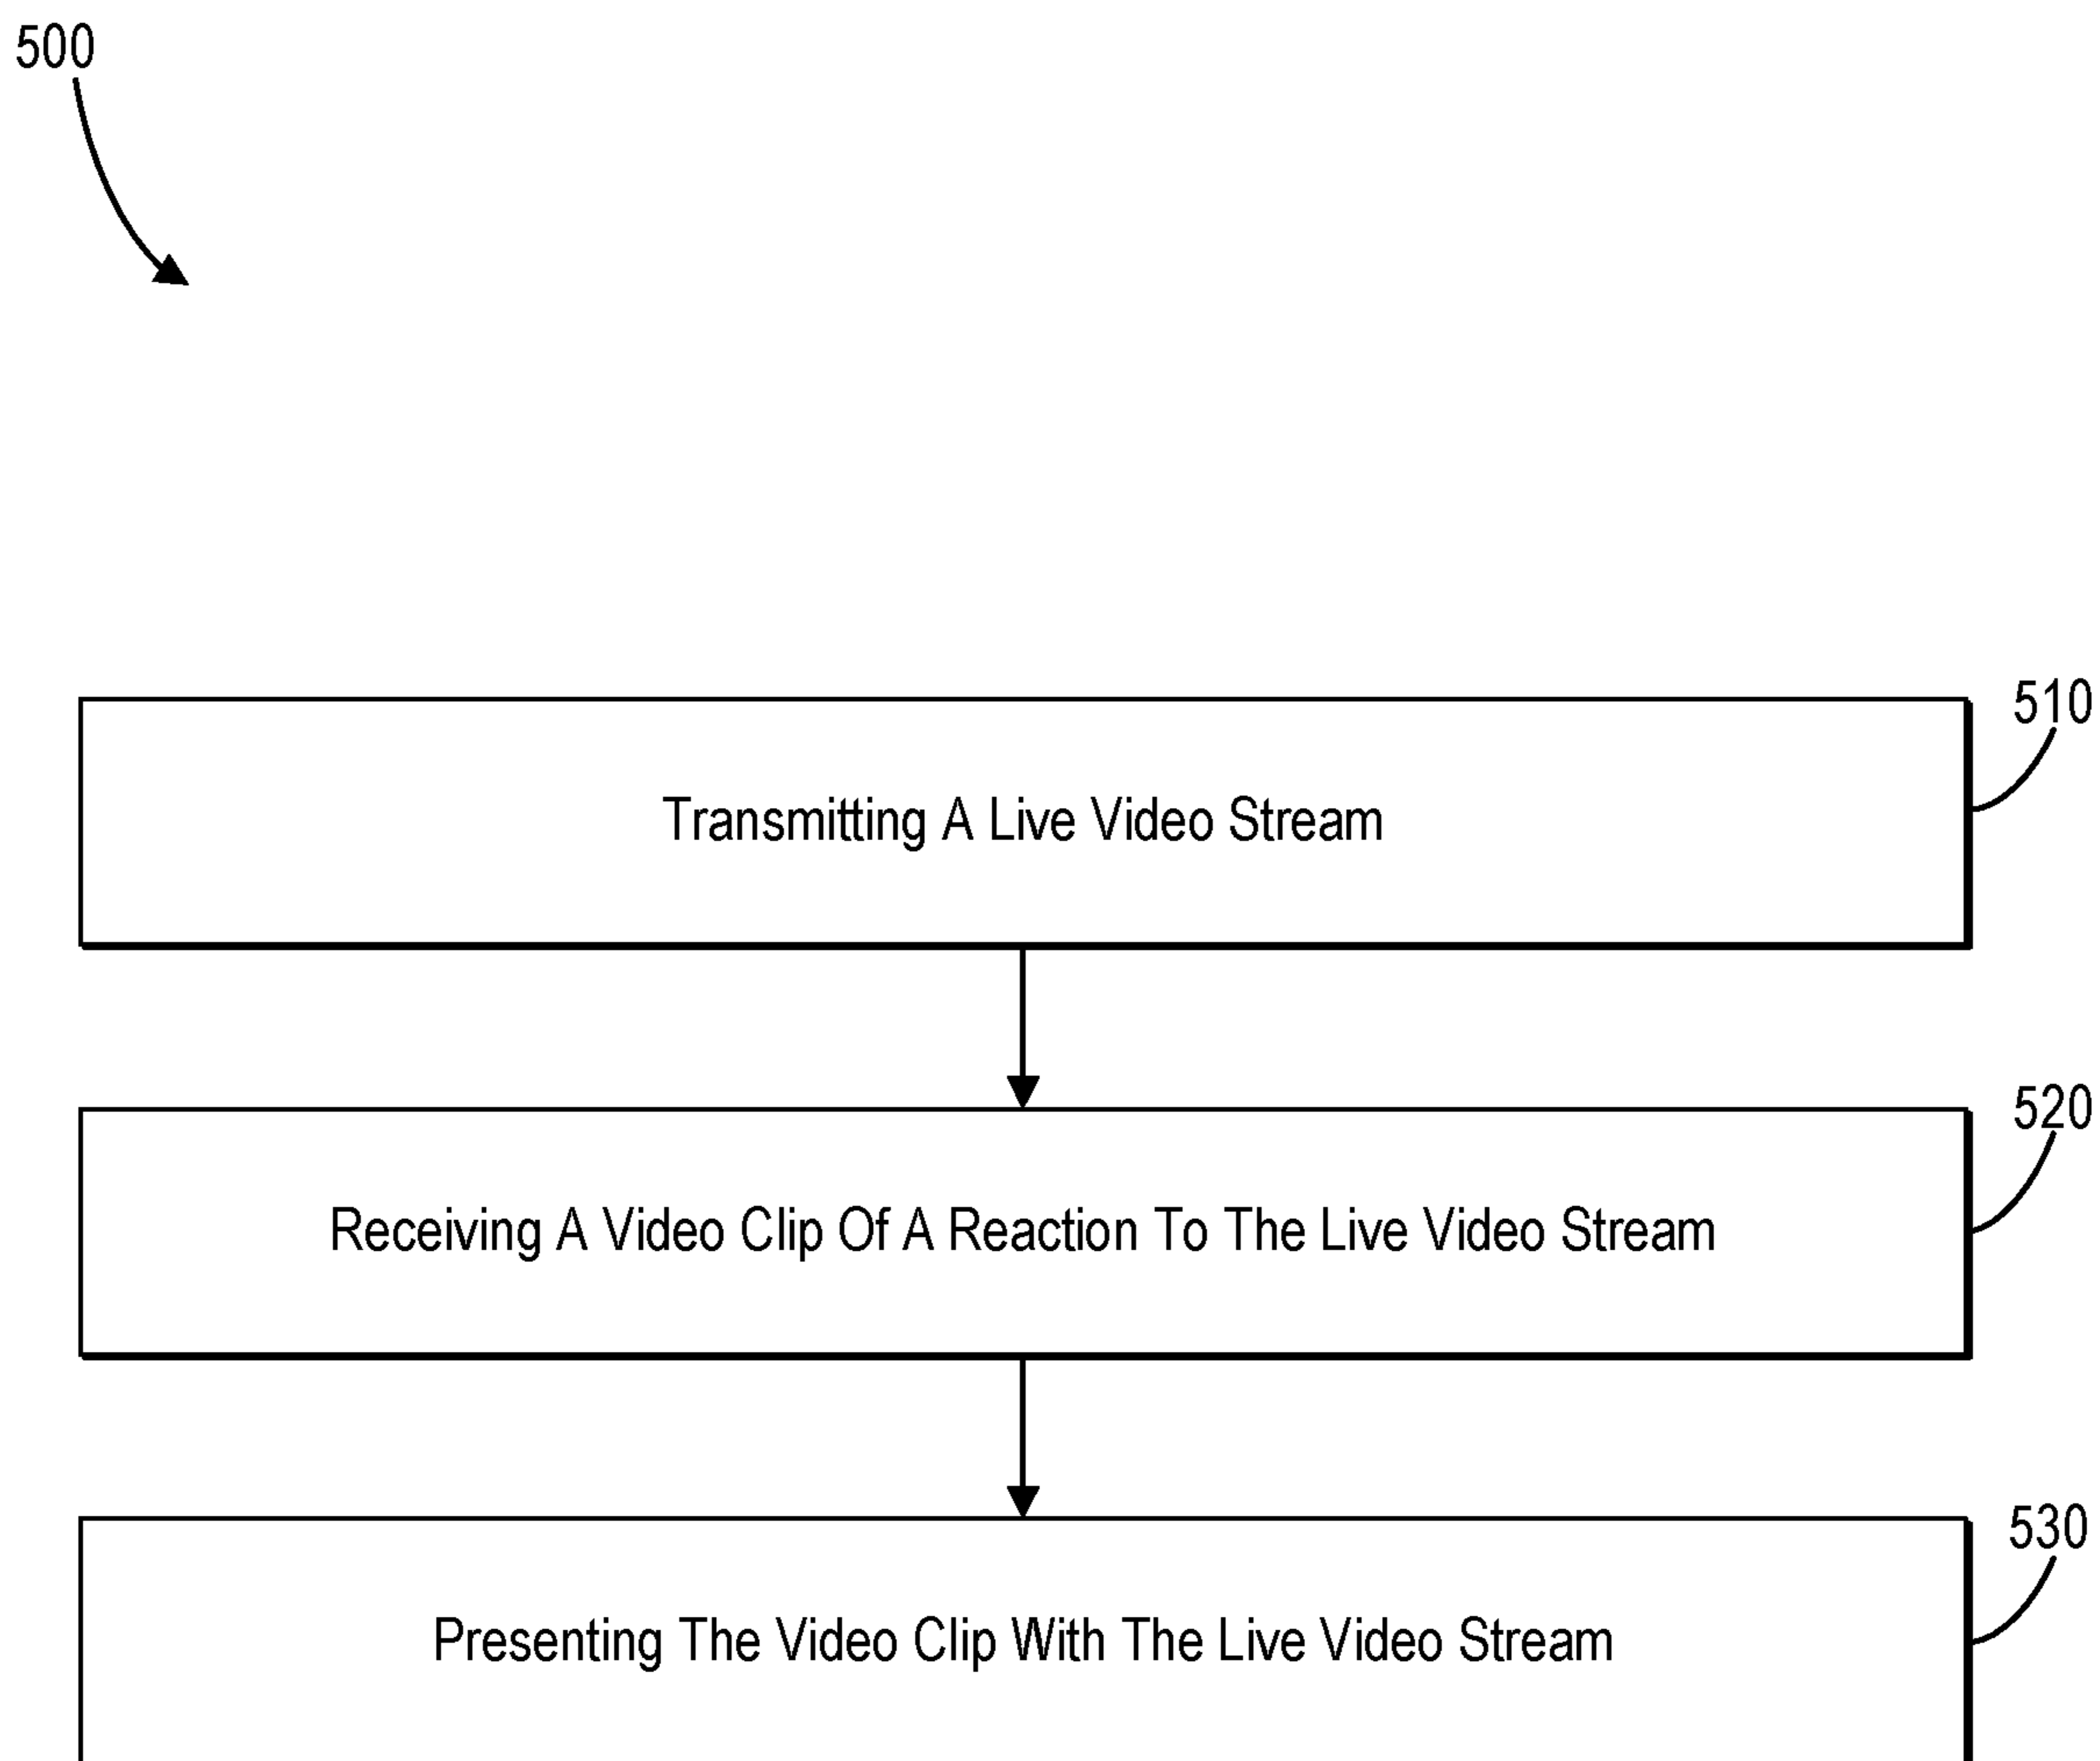 500
510
Transmitting A Live Video Stream
520
Receiving A Video Clip Of A Reaction To The Live Video Stream
530
Presenting The Video Clip With The Live Video Stream